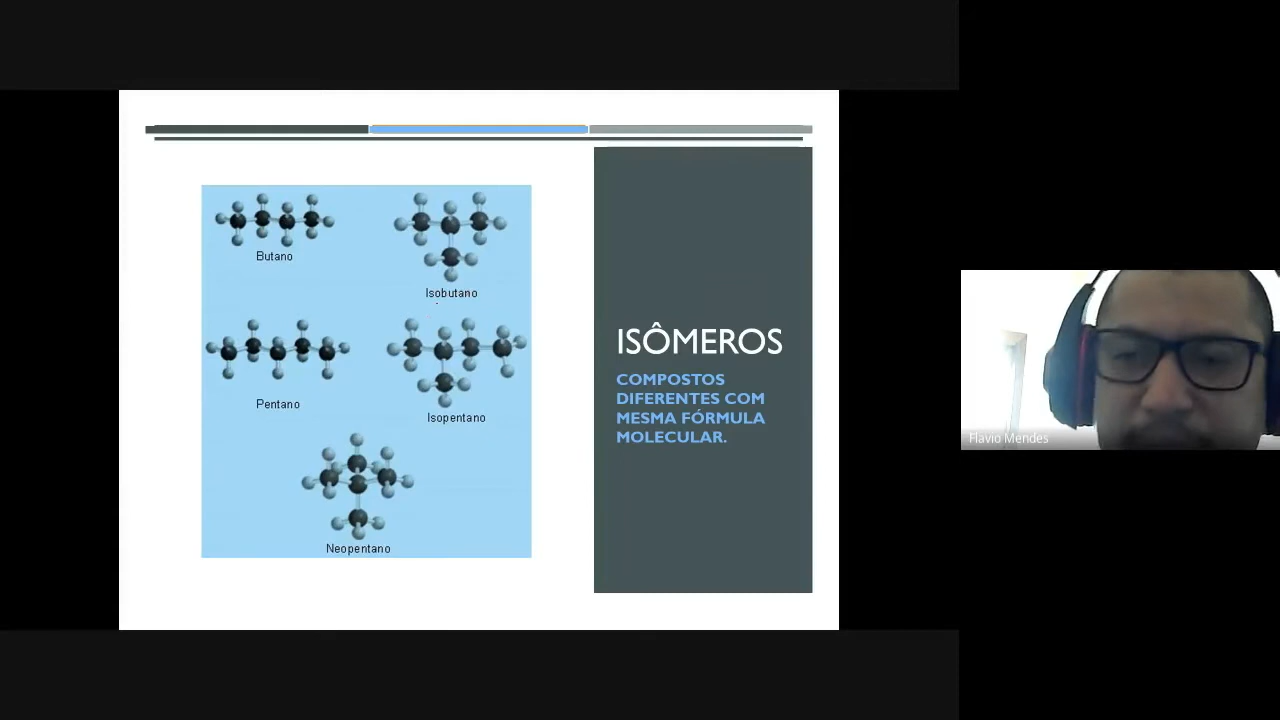 Butano
Isobutano
Pentano
Isopentano
Neopentano
ISÔMEROS
COMPOSTOS
DIFERENTES COM
MESMA FÓRMULA
MOLECULAR.
Flavio Mendes